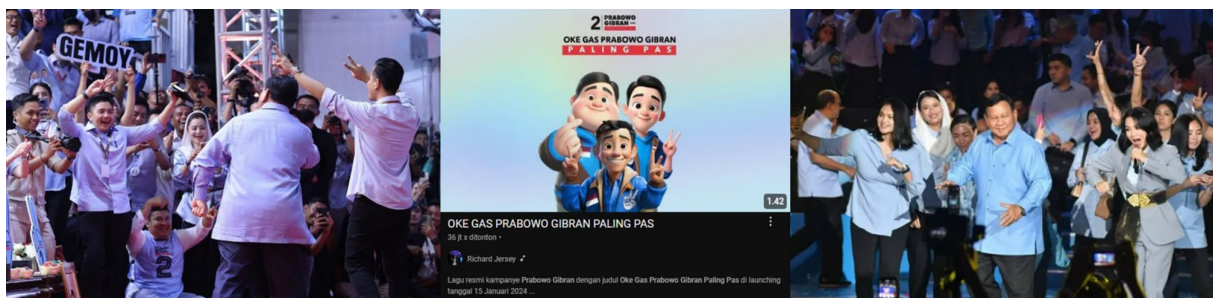 GEMOY
2
2 PRABOWO
GIBRAN
OKE GAS PRABOWO GIBRAN
PALING PAS
1.42
OKE GAS PRABOWO GIBRAN PALING PAS
36 jt x ditonton •
Richard Jersey
Lagu resmi kampanye Prabowo Gibran dengan judul Oke Gas Prabowo Gibran Paling Pas di launching
tanggal 15 Januari 2024 ...